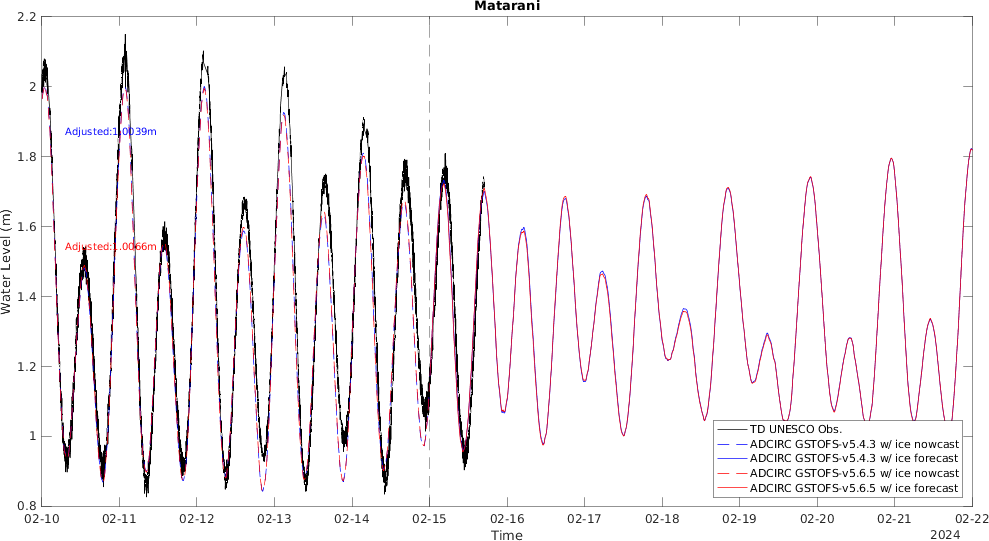 Matarani
2.2
2
1.8
1.6
1.4
1.2
1
0.8
Water Level (m)
Adjusted:1.0039m
Adjusted:1.0066m
TD UNESCO Obs.
ADCIRC GSTOFS-v5.4.3 w/ ice nowcast
ADCIRC GSTOFS-v5.4.3 w/ ice forecast
ADCIRC GSTOFS-v5.6.5 w/ ice nowcast
ADCIRC GSTOFS-v5.6.5 w/ ice forecast
02-10 02-11 02-12 02-13 02-14 02-15 02-16 02-17 02-18 02-19 02-20 02-21 02-22
Time
2024